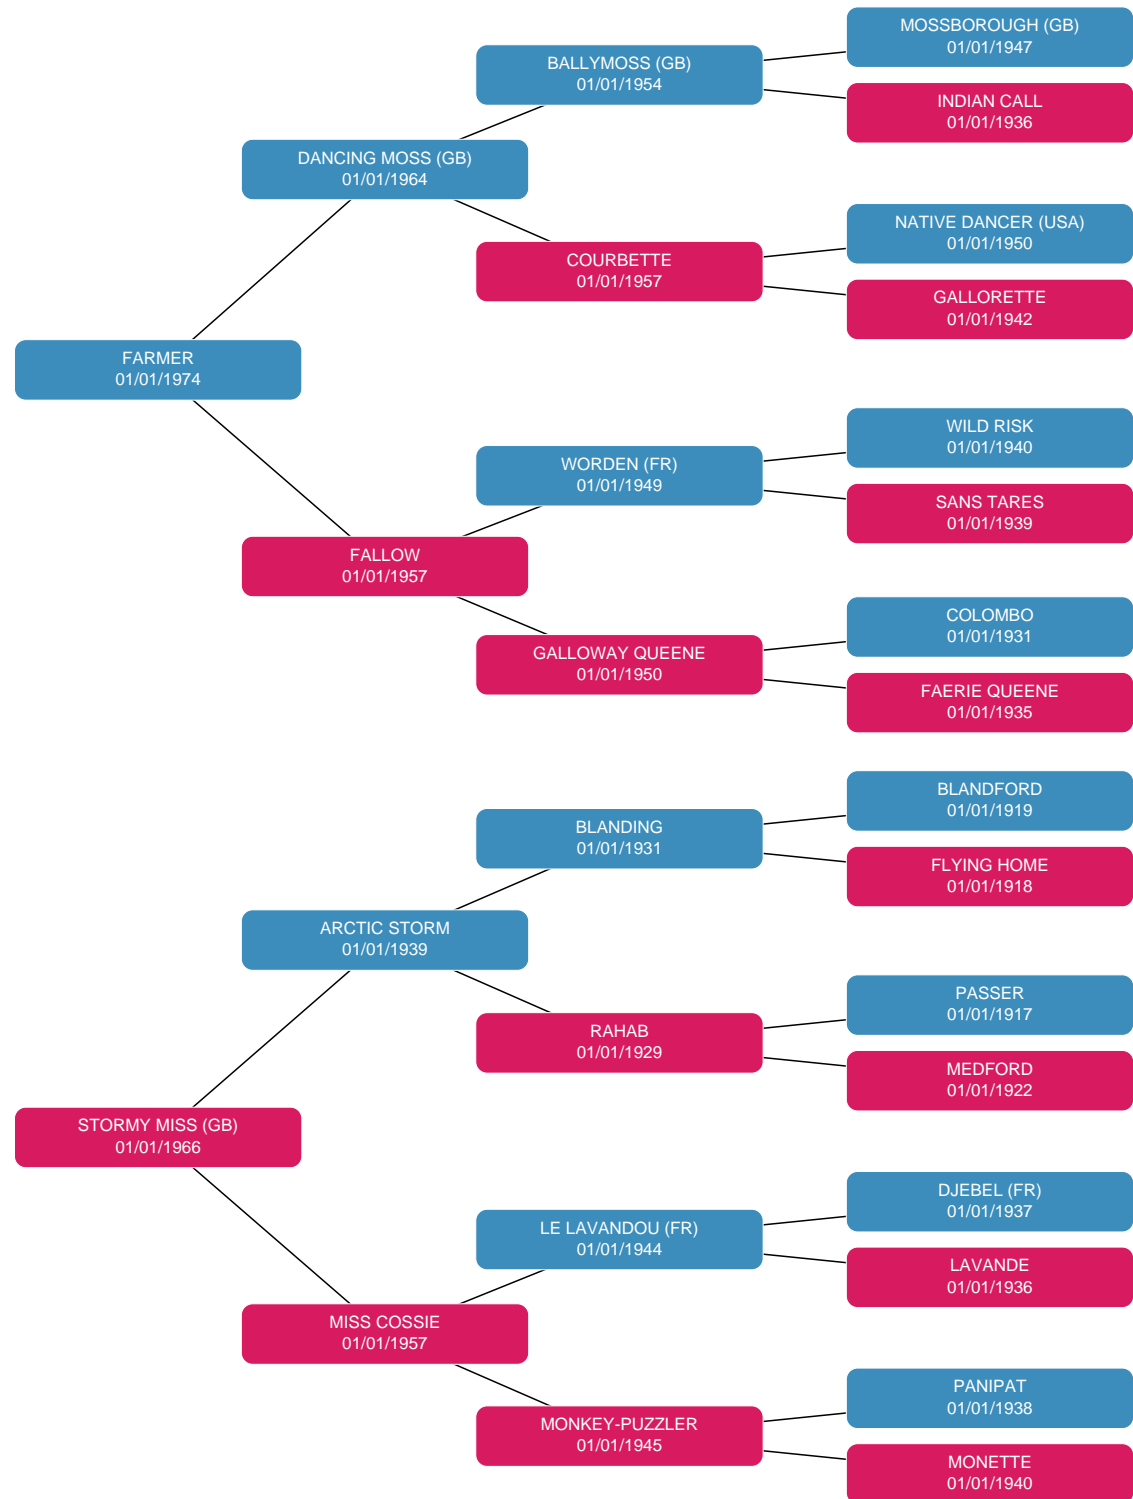 MOSSBOROUGH (GB)
01/01/1947
BALLYMOSS (GB)
01/01/1954
INDIAN CALL
01/01/1936
DANCING MOSS (GB)
01/01/1964
NATIVE DANCER (USA)
01/01/1950
COURBETTE
01/01/1957
GALLORETTE
01/01/1942
FARMER
01/01/1974
WILD RISK
01/01/1940
WORDEN (FR)
01/01/1949
SANS TARES
01/01/1939
FALLOW
01/01/1957
COLOMBO
01/01/1931
GALLOWAY QUEENE
01/01/1950
FAERIE QUEENE
01/01/1935
BLANDFORD
01/01/1919
BLANDING
01/01/1931
FLYING HOME
01/01/1918
ARCTIC STORM
01/01/1939
PASSER
01/01/1917
RAHAB
01/01/1929
MEDFORD
01/01/1922
STORMY MISS (GB)
01/01/1966
DJEBEL (FR)
01/01/1937
LE LAVANDOU (FR)
01/01/1944
LAVANDE
01/01/1936
MISS COSSIE
01/01/1957
PANIPAT
01/01/1938
MONKEY-PUZZLER
01/01/1945
MONETTE
01/01/1940